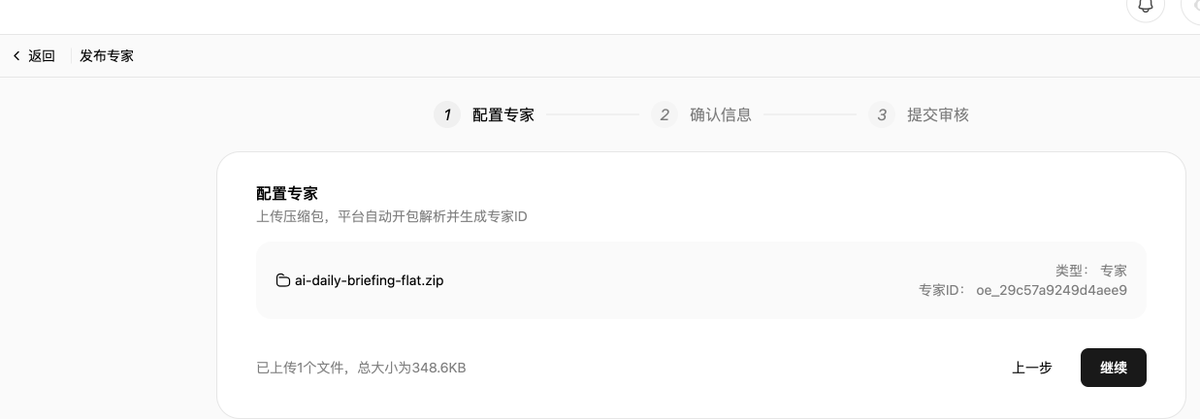 返回 发布专家
1 配置专家 2 确认信息 3 提交审核
配置专家
上传压缩包，平台自动开包解析并生成专家ID
ai-daily-briefing-flat.zip
类型： 专家
专家ID： oe_29c57a9249d4aee9
已上传1个文件，总大小为348.6KB
上一步 继续